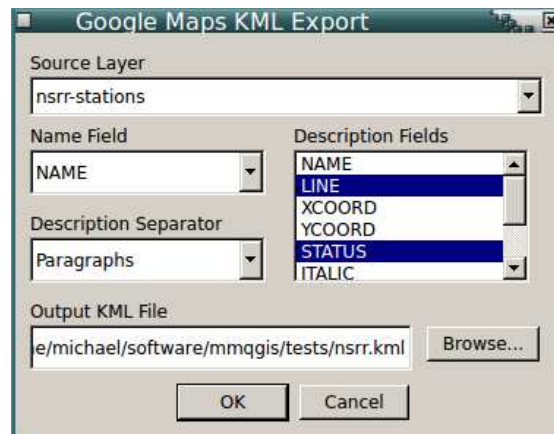 Google Maps KML Export
Source Layer
nsrr-stations
Name Field
NAME
Description Fields
NAME
LINE
XCOORD
YCOORD
STATUS
ITALIC
Description Separator
Paragraphs
Output KML File
e/michael/software/mmqgis/tests/nsrr.kml
Browse...
OK
Cancel